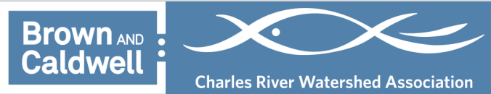 Brown AND
Caldwell
Charles River Watershed Association